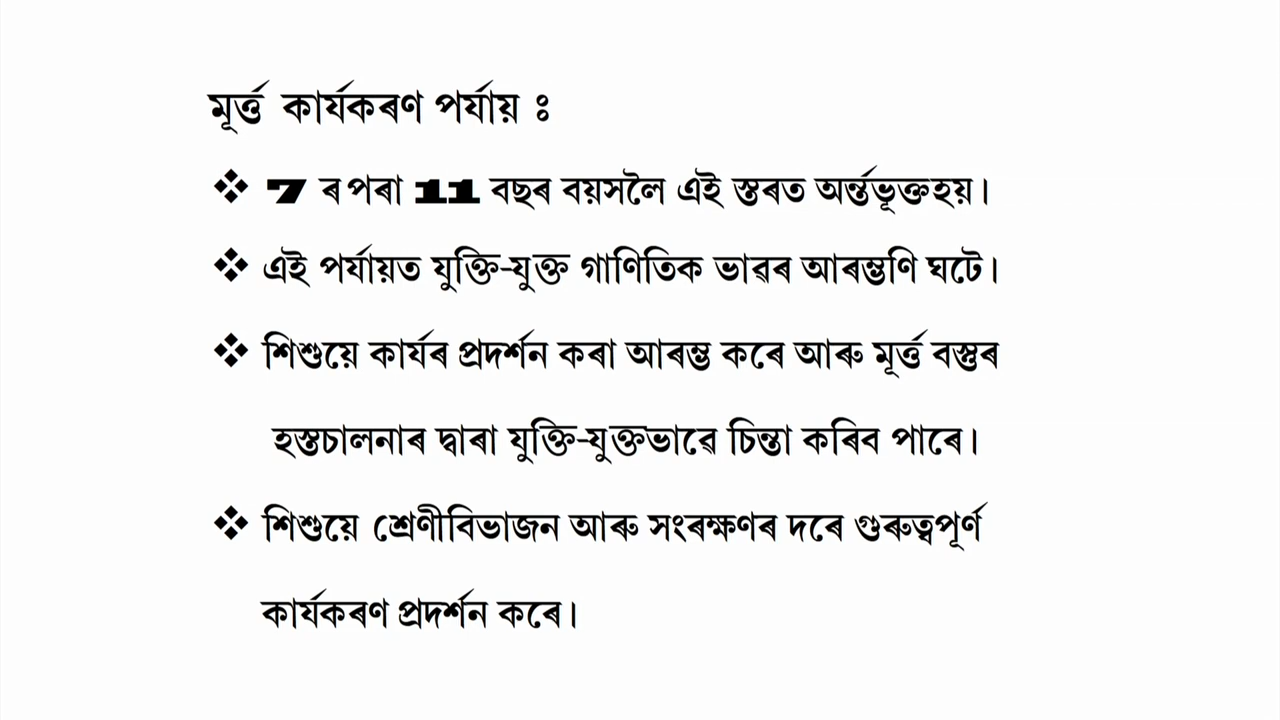 মূৰ্ত্ত কাৰ্যকৰণ পৰ্যায় ঃ
❖ 7 ৰ পৰা 11 বছৰ বয়সলৈ এই স্তৰত অৰ্ন্তভূক্তহয়।
❖ এই পৰ্যায়ত যুক্তি-যুক্ত গাণিতিক ভাৱৰ আৰম্ভণি ঘটে।
❖ শিশুয়ে কাৰ্যৰ প্ৰদৰ্শন কৰা আৰম্ভ কৰে আৰু মূৰ্ত্ত বস্তুৰ
হস্তচালনাৰ দ্বাৰা যুক্তি-যুক্তভাৱে চিন্তা কৰিব পাৰে।
❖ শিশুয়ে শ্ৰেণীবিভাজন আৰু সংৰক্ষণৰ দৰে গুৰুত্বপূৰ্ণ
কাৰ্যকৰণ প্ৰদৰ্শন কৰে।